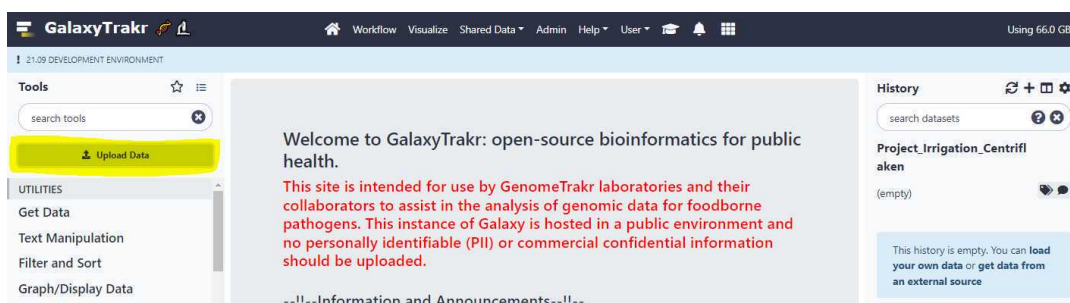 GalaxyTrakr
Workflow Visualize Shared Data Admin Help User
Using 66.0 GB
! 21.09 DEVELOPMENT ENVIRONMENT
Tools
search tools
Upload Data
UTILITIES
Get Data
Text Manipulation
Filter and Sort
Graph/Display Data
Welcome to GalaxyTrakr: open-source bioinformatics for public
health.
This site is intended for use by GenomeTrakr laboratories and their
collaborators to assist in the analysis of genomic data for foodborne
pathogens. This instance of Galaxy is hosted in a public environment and
no personally identifiable (PII) or commercial confidential information
should be uploaded.
--!!--Information and Announcements--!!--
History
search datasets
Project_Irrigation_Centrifl
aken
(empty)
This history is empty. You can load
your own data or get data from
an external source